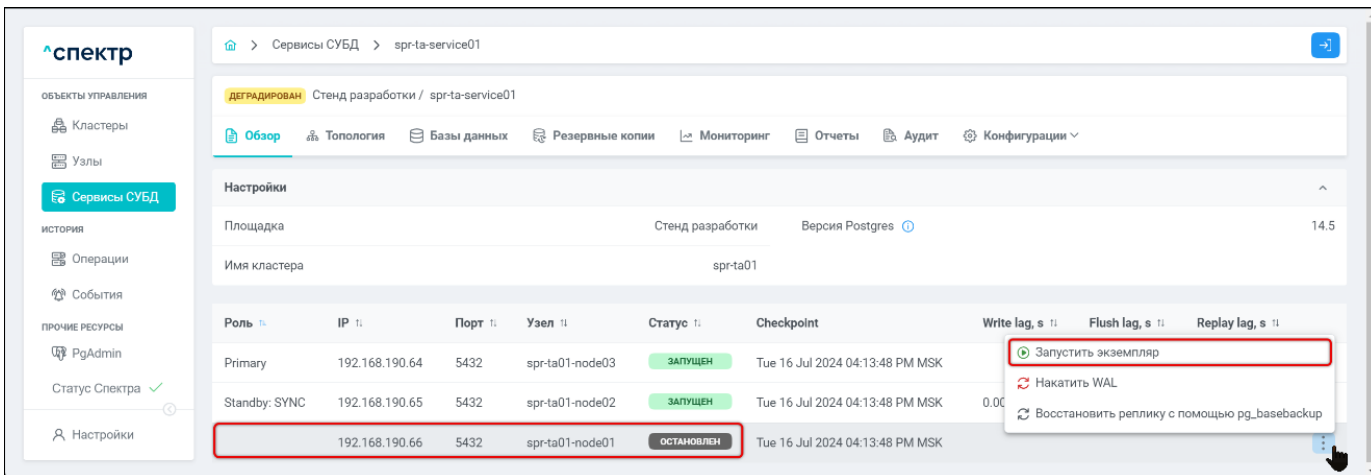 ^спектр
Сервисы СУБД > spr-ta-service01
ОБЪЕКТЫ УПРАВЛЕНИЯ
ДЕГРАДИРОВАН Стенд разработки / spr-ta-service01
Кластеры
Обзор Топология Базы данных Резервные копии Мониторинг Отчеты Аудит Конфигурации
Узлы
Сервисы СУБД
Настройки
ИСТОРИЯ
Площадка Стенд разработки Версия Postgres 14.5
Операции
Имя кластера spr-ta01
События
ПРОЧИЕ РЕСУРСЫ
Роль IP Порт Узел Статус Checkpoint Write lag, s Flush lag, s Replay lag, s
PgAdmin
Запустить экземпляр
Primary 192.168.190.64 5432 spr-ta01-node03 ЗАПУЩЕН Tue 16 Jul 2024 04:13:48 PM MSK
Статус Спектра
Накатить WAL
Standby: SYNC 192.168.190.65 5432 spr-ta01-node02 ЗАПУЩЕН Tue 16 Jul 2024 04:13:48 PM MSK 0.00
Восстановить реплику с помощью pg_basebackup
Настройки
192.168.190.66 5432 spr-ta01-node01 ОСТАНОВЛЕН Tue 16 Jul 2024 04:13:48 PM MSK